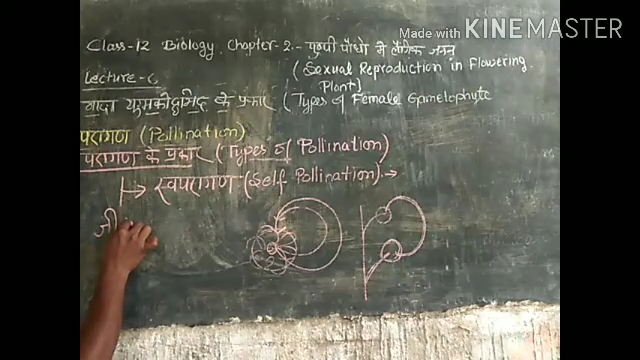 Made with KINEMASTER
Class-12 Biology Chapter-2.- पुष्पी पौधो मे लैंगिक जनन
(Sexual Reproduction in Flowering.
Plant)
Lecture-6
मादा युग्मकोद्भिद के प्रकार (Types of Female Gametophyte
परागण (Pollination)
परागण के प्रकार (Types of Pollination)
स्वपरागण (Self Pollination)
जी